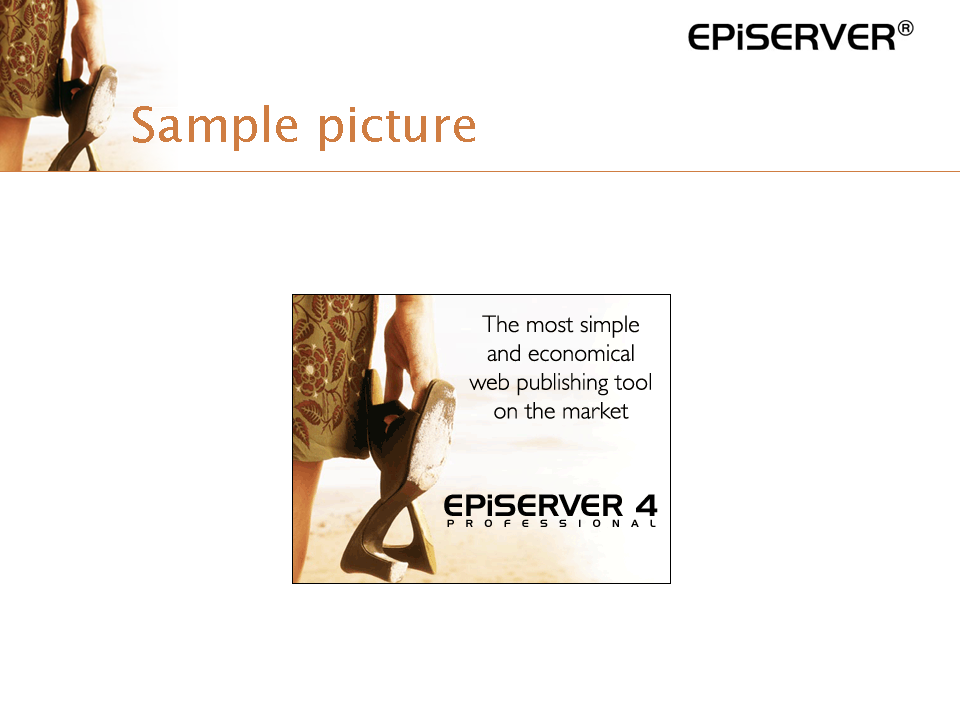 EPiSERVER®
Sample picture
The most simple
and economical
web publishing tool
on the market
EPiSERVER 4
PROFESSIONAL